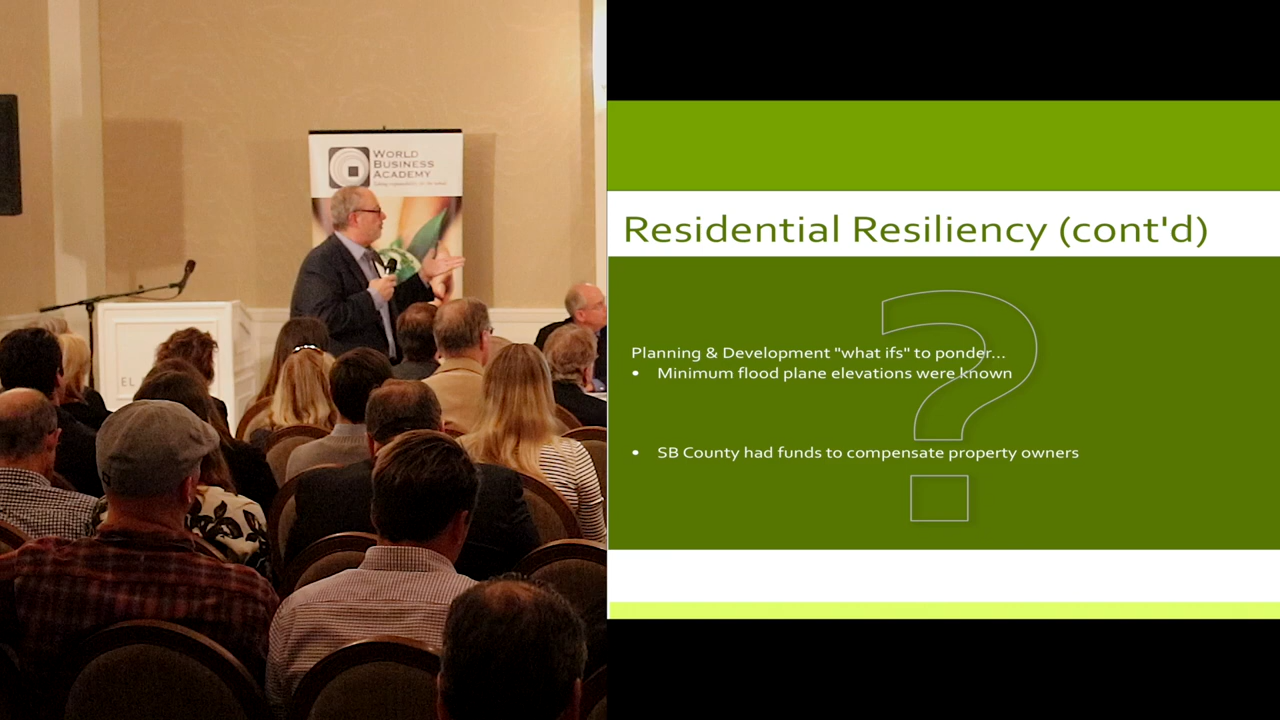 WORLD
BUSINESS
ACADEMY
EL
Residential Resiliency (cont'd)
Planning & Development "what ifs" to ponder...
• Minimum flood plane elevations were known
• SB County had funds to compensate property owners
?